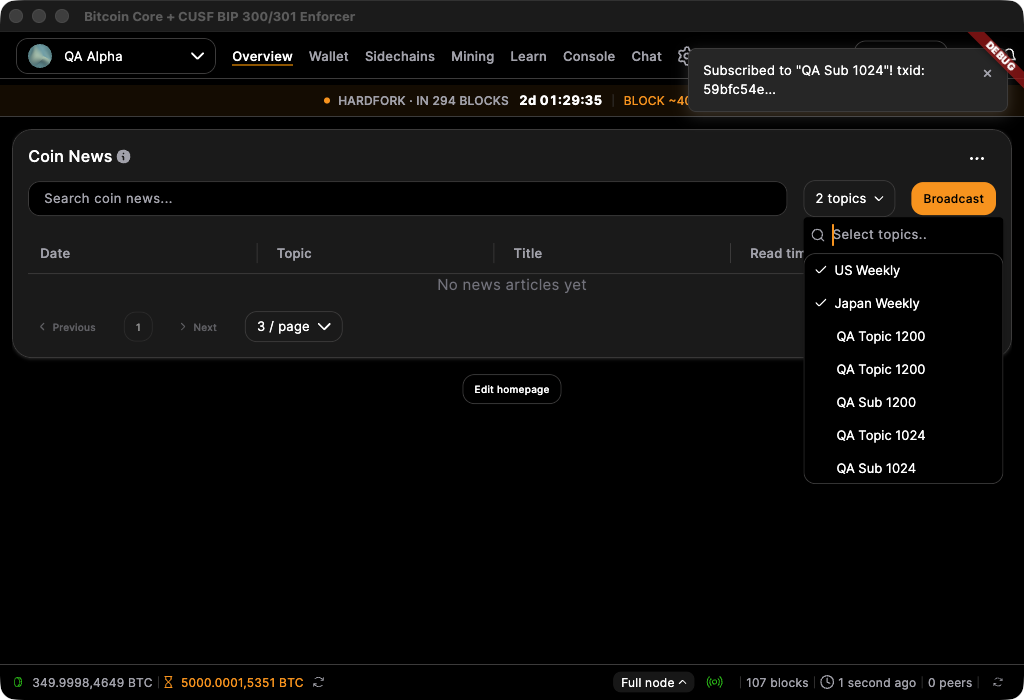 Bitcoin Core + CUSF BIP 300/301 Enforcer
QA Alpha
Overview
Wallet
Sidechains
Mining
Learn
Console
Chat
DEBUG
Subscribed to "QA Sub 1024"! txid:
59bfc54e...
HARDFORK · IN 294 BLOCKS 2d 01:29:35 BLOCK ~40
Coin News
Search coin news...
2 topics
Broadcast
Select topics..
Date
Topic
Title
Read tim
US Weekly
Japan Weekly
QA Topic 1200
QA Topic 1200
QA Sub 1200
QA Topic 1024
QA Sub 1024
No news articles yet
Previous
1
Next
3 / page
Edit homepage
349.9998,4649 BTC
5000.0001,5351 BTC
Full node
107 blocks
1 second ago
0 peers